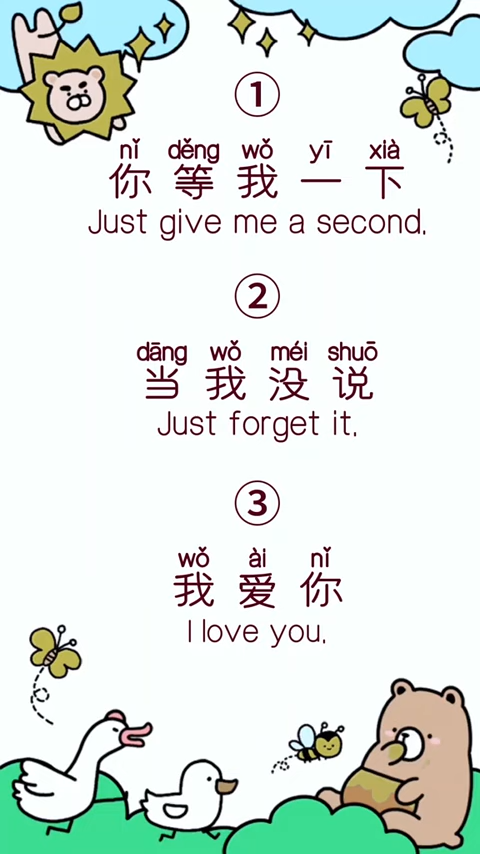 ①
nǐ děng wǒ yī xià
你等我一下
Just give me a second.
②
dāng wǒ méi shuō
当我没说
Just forget it.
③
wǒ ài nǐ
我爱你
I love you.